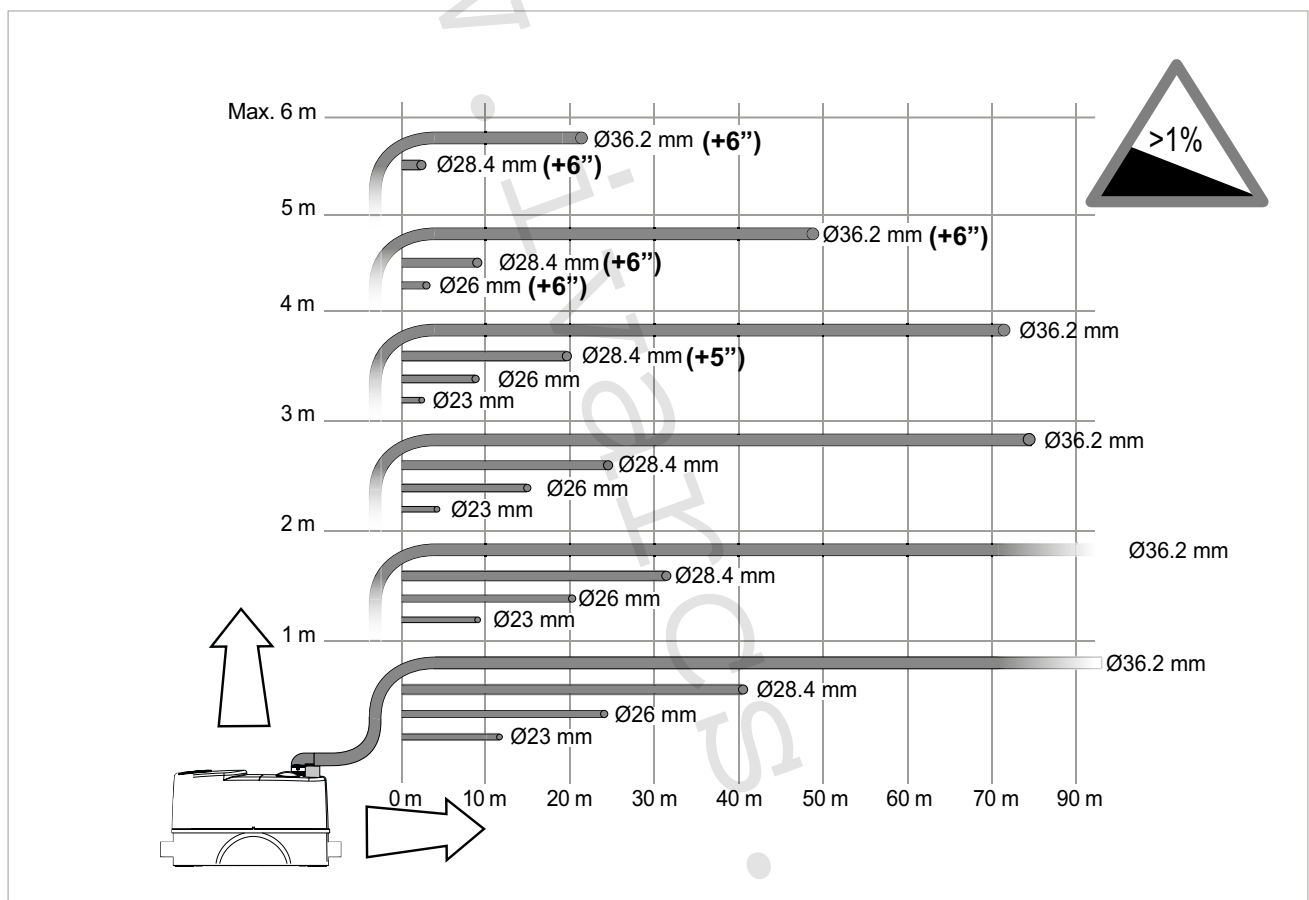 Max. 6 m
>1%
Ø36.2 mm (+6”)
Ø28.4 mm (+6”)
5 m
Ø36.2 mm (+6”)
Ø28.4 mm (+6”)
Ø26 mm (+6”)
4 m
Ø36.2 mm
Ø28.4 mm (+5”)
Ø26 mm
Ø23 mm
3 m
Ø36.2 mm
Ø28.4 mm
Ø26 mm
Ø23 mm
2 m
Ø36.2 mm
Ø28.4 mm
Ø26 mm
Ø23 mm
1 m
Ø36.2 mm
Ø28.4 mm
Ø26 mm
Ø23 mm
0 m 10 m 20 m 30 m 40 m 50 m 60 m 70 m 90 m
.ivarcs.